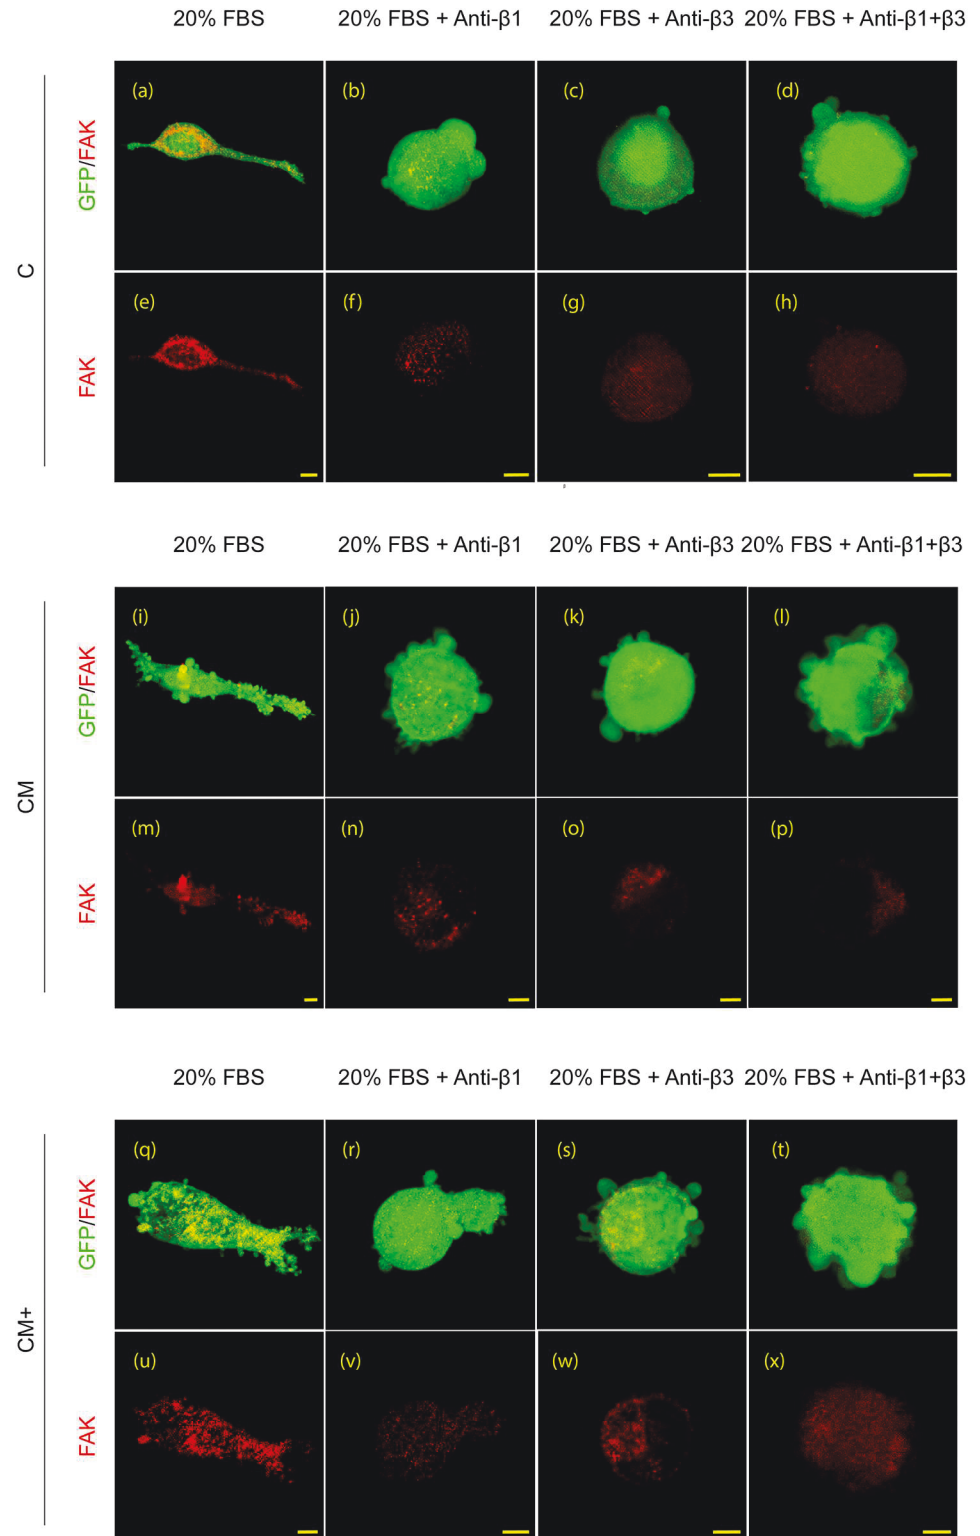 20% FBS 20% FBS + Anti-β1 20% FBS + Anti-β3 20% FBS + Anti-β1+β3
C
GFP/FAK
(a) (b) (c) (d)
FAK
(e) (f) (g) (h)
20% FBS 20% FBS + Anti-β1 20% FBS + Anti-β3 20% FBS + Anti-β1+β3
CM
GFP/FAK
(i) (j) (k) (l)
FAK
(m) (n) (o) (p)
20% FBS 20% FBS + Anti-β1 20% FBS + Anti-β3 20% FBS + Anti-β1+β3
CM+
GFP/FAK
(q) (r) (s) (t)
FAK
(u) (v) (w) (x)